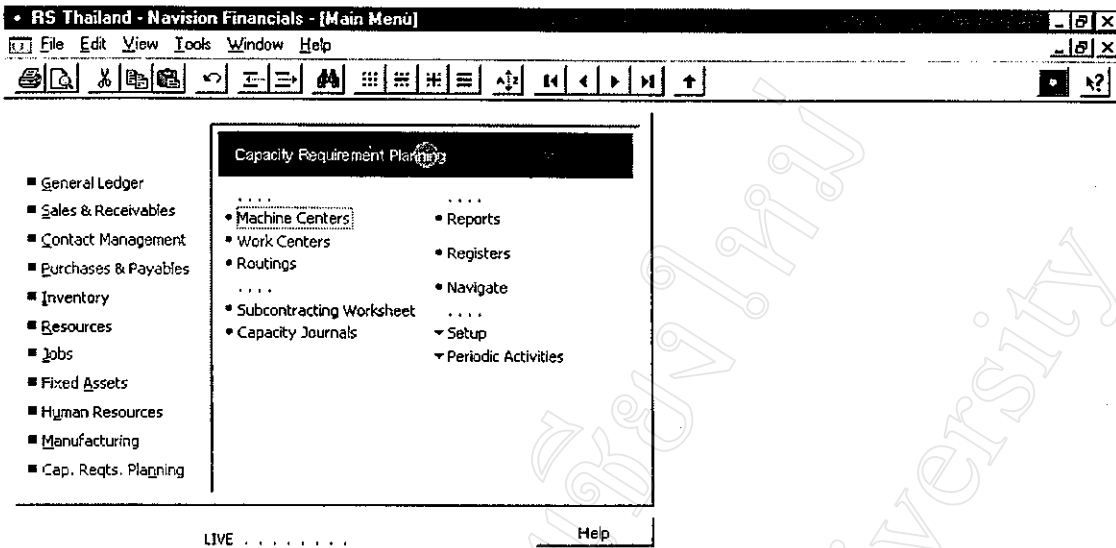 RS Thailand - Navision Financials - [Main Menu]
File Edit View Tools Window Help
General Ledger
Sales & Receivables
Contact Management
Purchases & Payables
Inventory
Resources
Jobs
Fixed Assets
Human Resources
Manufacturing
Cap. Reqts. Planning
Capacity Requirement Planning
. . . .
Machine Centers
Work Centers
Routings
. . . .
Subcontracting Worksheet
Capacity Journals
. . . .
Reports
Registers
Navigate
. . . .
Setup
Periodic Activities
LIVE . . . . . . . .
Help